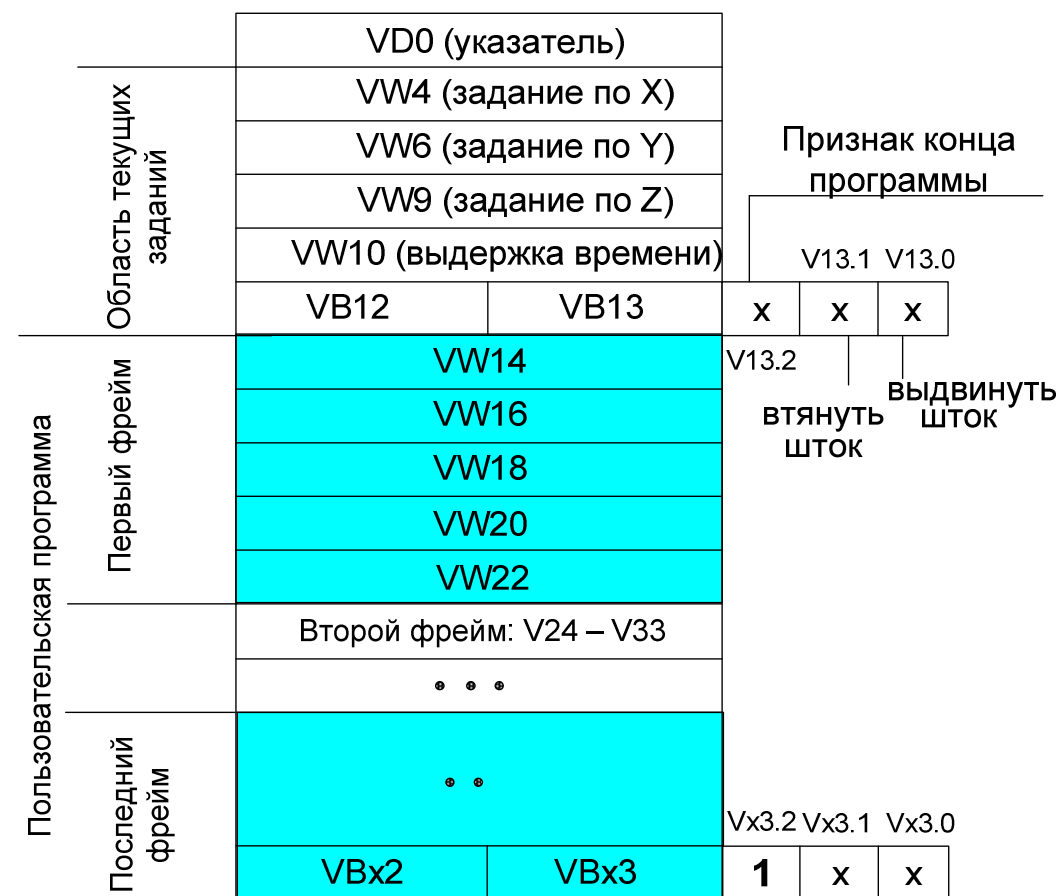 VD0 (указатель)
Область текущих
заданий
VW4 (задание по X)
VW6 (задание по Y)
VW9 (задание по Z)
VW10 (выдержка времени)
VB12
VB13
Признак конца
программы
V13.1
V13.0
x
x
x
V13.2
втянуть
шток
выдвинуть
шток
Пользовательская программа
Первый фрейм
VW14
VW16
VW18
VW20
VW22
Второй фрейм: V24 – V33
Последний
фрейм
VBx2
VBx3
Vx3.2
Vx3.1
Vx3.0
1
x
x